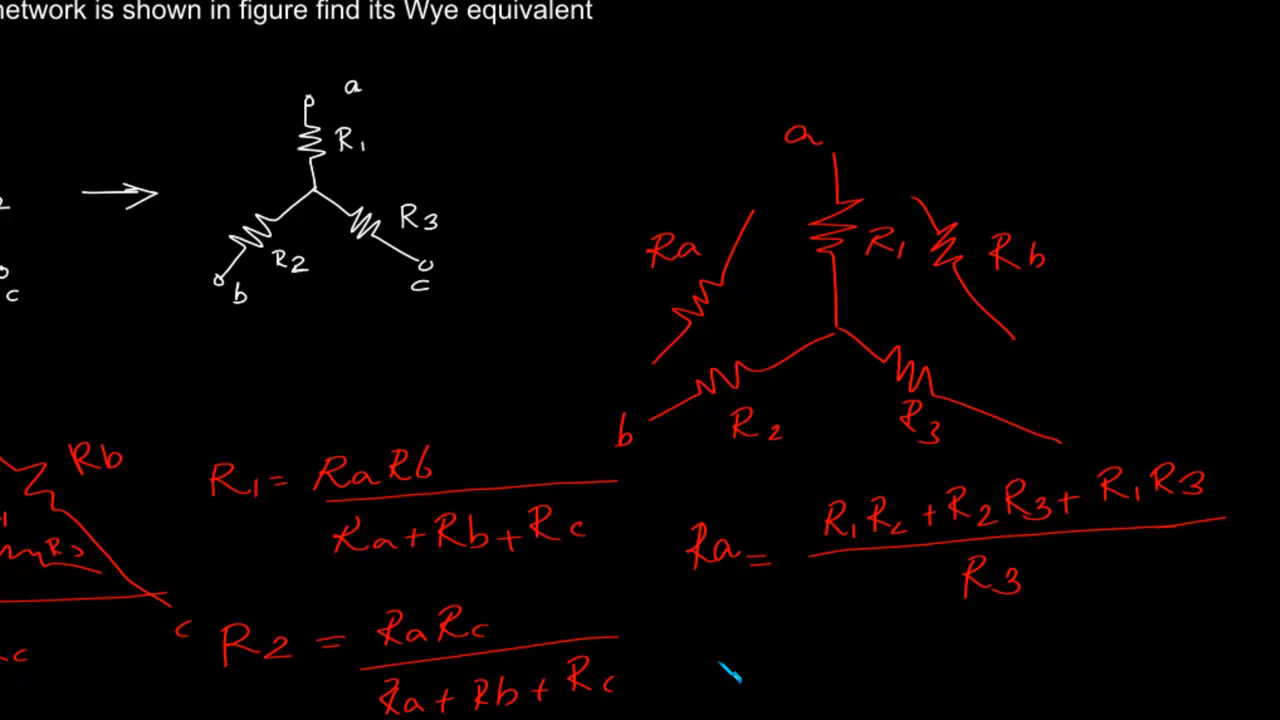 network is shown in figure find its Wye equivalent
a
R1
R3
R2
b
c
c
a
Ra
R1
Rb
b
R2
R3
Rb
R1 = RaRb / Ra+Rb+Rc
Ra = R1Rc + R2R3 + R1R3 / R3
c
R2 = RaRc / Ra+Rb+Rc